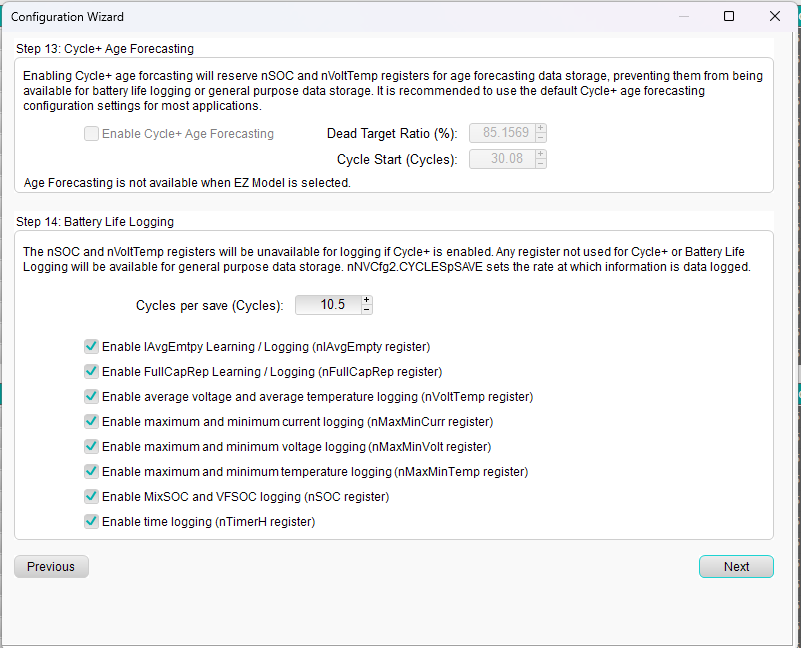 Configuration Wizard
Step 13: Cycle+ Age Forecasting
Enabling Cycle+ age forcasting will reserve nSOC and nVoltTemp registers for age forecasting data storage, preventing them from being
available for battery life logging or general purpose data storage. It is recommended to use the default Cycle+ age forecasting
configuration settings for most applications.
Enable Cycle+ Age Forecasting Dead Target Ratio (%): 85.1569
Cycle Start (Cycles): 30.08
Age Forecasting is not available when EZ Model is selected.
Step 14: Battery Life Logging
The nSOC and nVoltTemp registers will be unavailable for logging if Cycle+ is enabled. Any register not used for Cycle+ or Battery Life
Logging will be available for general purpose data storage. nNVCfg2.CYCLESpSAVE sets the rate at which information is data logged.
Cycles per save (Cycles): 10.5
Enable IAvgEmtpy Learning / Logging (nIAvgEmpty register)
Enable FullCapRep Learning / Logging (nFullCapRep register)
Enable average voltage and average temperature logging (nVoltTemp register)
Enable maximum and minimum current logging (nMaxMinCurr register)
Enable maximum and minimum voltage logging (nMaxMinVolt register)
Enable maximum and minimum temperature logging (nMaxMinTemp register)
Enable MixSOC and VFSOC logging (nSOC register)
Enable time logging (nTimerH register)
Previous Next